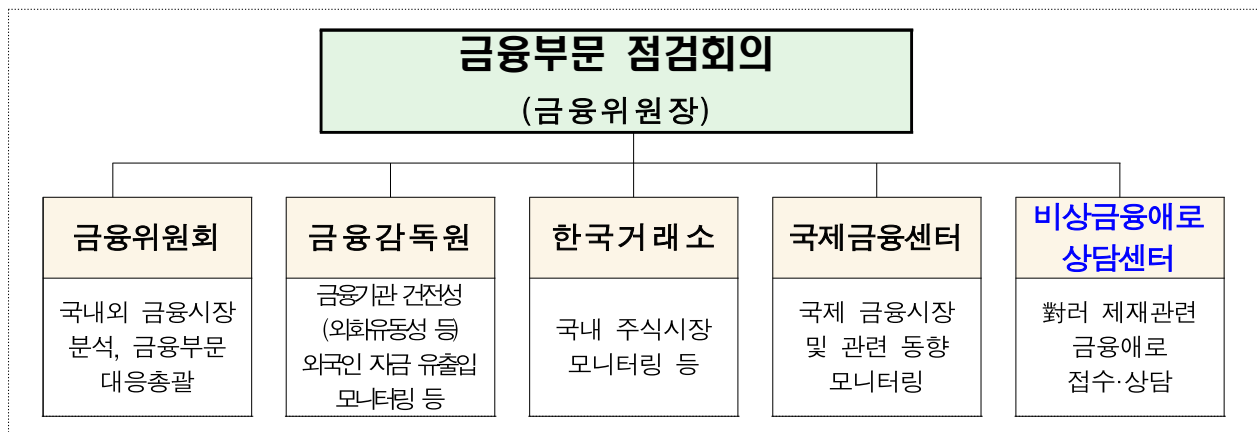 금융부문 점검회의
(금융위원장)
금융위원회
국내외 금융시장
분석, 금융부문
대응총괄
금융감독원
금융기관 건전성
(외화유동성 등)
외국인 자금 유출입
모니터링 등
한국거래소
국내 주식시장
모니터링 등
국제금융센터
국제 금융시장
및 관련 동향
모니터링
비상금융애로
상담센터
對러 제재관련
금융애로
접수·상담